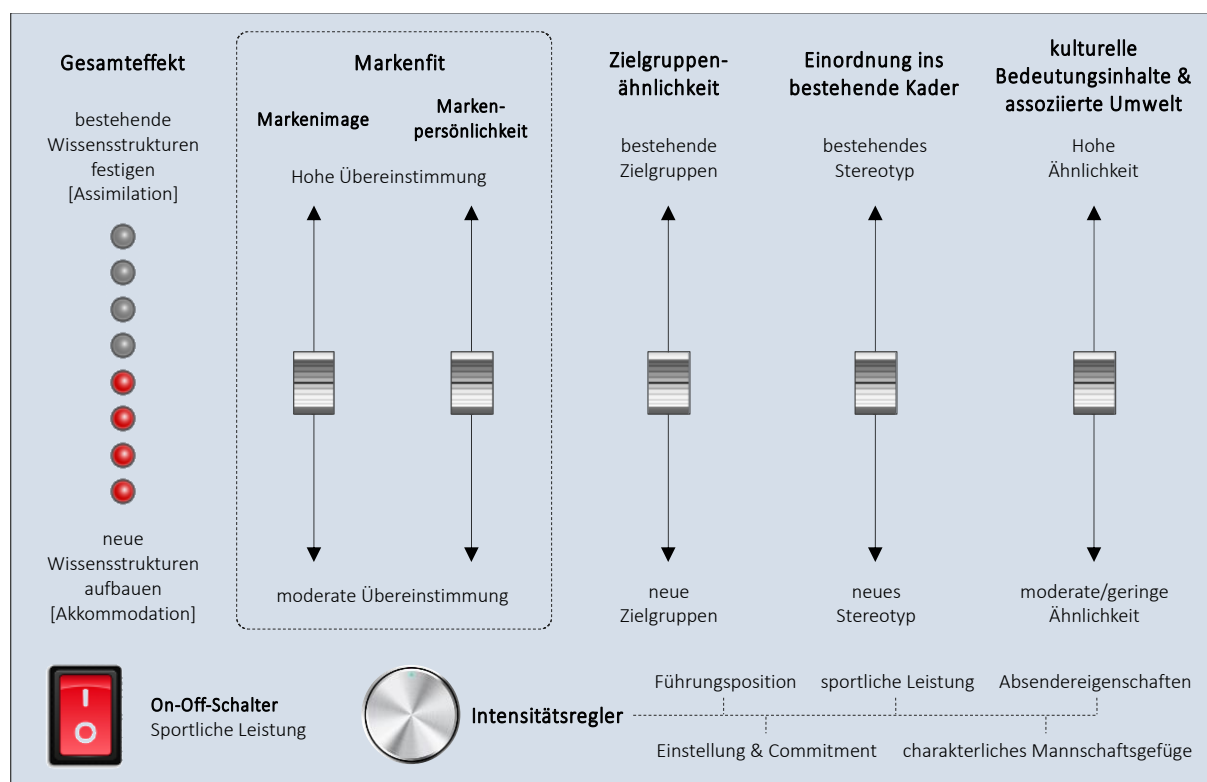 Gesamteffekt
bestehende
Wissensstrukturen
festigen
[Assimilation]
neue
Wissensstrukturen
aufbauen
[Akkommodation]
Markenfit
Markenimage
Marken-
persönlichkeit
Hohe Übereinstimmung
moderate Übereinstimmung
Zielgruppen-
ähnlichkeit
bestehende
Zielgruppen
neue
Zielgruppen
Einordnung ins
bestehende Kader
bestehendes
Stereotyp
neues
Stereotyp
kulturelle
Bedeutungsinhalte &
assoziierte Umwelt
Hohe
Ähnlichkeit
moderate/geringe
Ähnlichkeit
On-Off-Schalter
Sportliche Leistung
Intensitätsregler
Führungsposition
sportliche Leistung
Absendereigenschaften
Einstellung & Commitment
charakterliches Mannschaftsgefüge